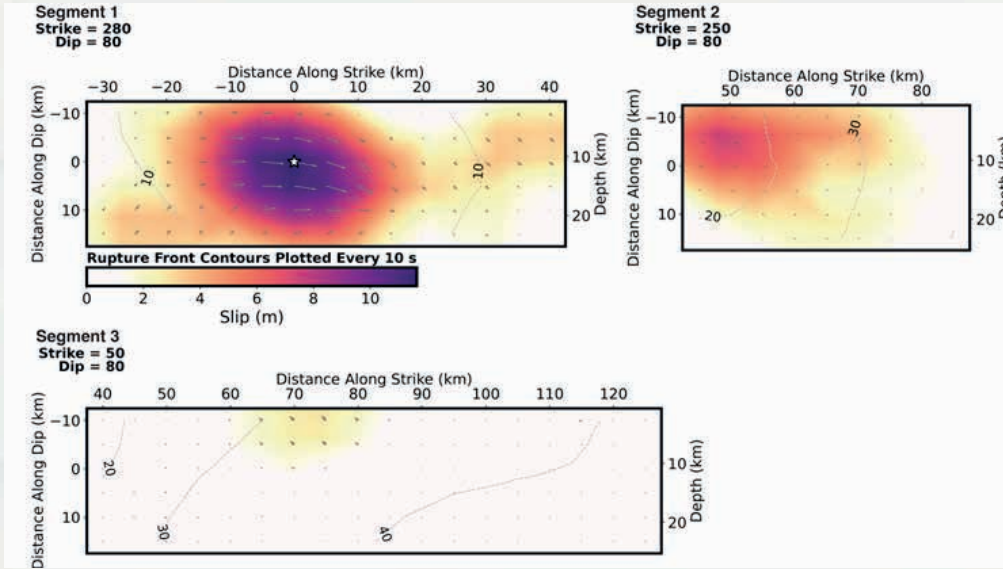 Segment 1
Strike = 280
Dip = 80
Distance Along Strike (km)
−30 −20 −10 0 10 20 30 40
Distance Along Dip (km)
−10
0
10
10
10
10
20
Depth (km)
Rupture Front Contours Plotted Every 10 s
0 2 4 6 8 10
Slip (m)
Segment 2
Strike = 250
Dip = 80
Distance Along Strike (km)
50 60 70 80
Distance Along Dip (km)
−10
0
10
20
30
10
20
Depth (km)
Segment 3
Strike = 50
Dip = 80
Distance Along Strike (km)
40 50 60 70 80 90 100 110 120
Distance Along Dip (km)
−10
0
10
20
30
40
10
20
Depth (km)